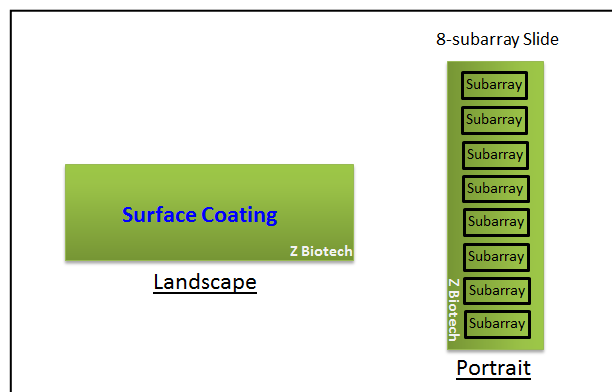 8-subarray Slide
Subarray
Subarray
Subarray
Subarray
Subarray
Subarray
Subarray
Subarray
Z Biotech
Portrait
Surface Coating
Z Biotech
Landscape